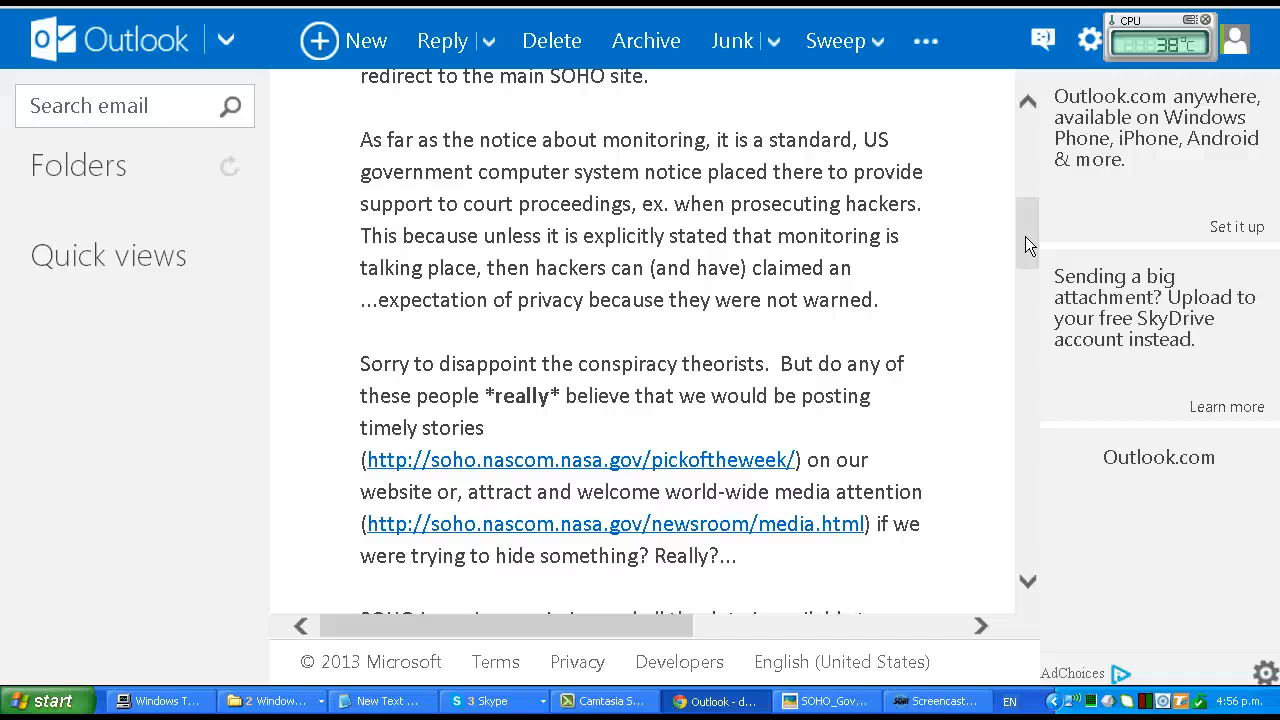 Outlook
New
Reply
Delete
Archive
Junk
Sweep
CPU
38°C
Search email
Folders
Quick views
redirect to the main SOHO site.
As far as the notice about monitoring, it is a standard, US
government computer system notice placed there to provide
support to court proceedings, ex. when prosecuting hackers.
This because unless it is explicitly stated that monitoring is
talking place, then hackers can (and have) claimed an
...expectation of privacy because they were not warned.
Sorry to disappoint the conspiracy theorists.  But do any of
these people *really* believe that we would be posting
timely stories
(http://soho.nascom.nasa.gov/pickoftheweek/) on our
website or, attract and welcome world-wide media attention
(http://soho.nascom.nasa.gov/newsroom/media.html) if we
were trying to hide something? Really?...
Outlook.com anywhere,
available on Windows
Phone, iPhone, Android
& more.
Set it up
Sending a big
attachment? Upload to
your free SkyDrive
account instead.
Learn more
Outlook.com
AdChoices
© 2013 Microsoft
Terms
Privacy
Developers
English (United States)
start
Windows T...
2 Window...
New Text ...
3 Skype
Camtasia S...
Outlook - d...
SOHO_Gov...
Screencast...
EN
4:56 p.m.